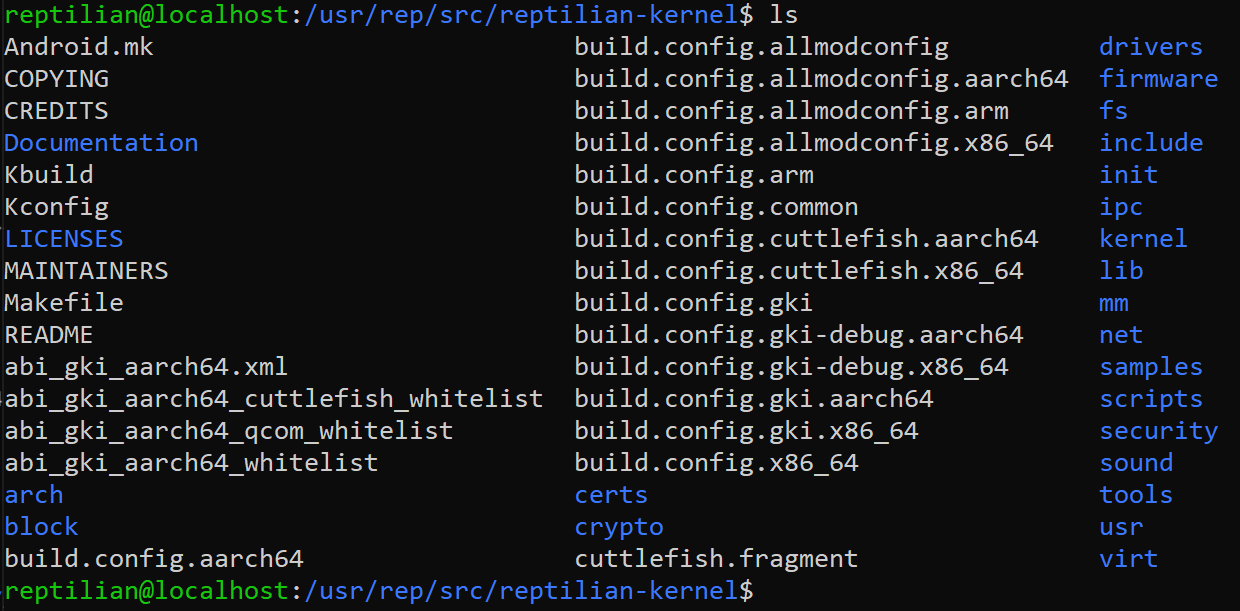 reptilian@localhost:/usr/rep/src/reptilian-kernel$ ls
Android.mk build.config.allmodconfig drivers
COPYING build.config.allmodconfig.aarch64 firmware
CREDITS build.config.allmodconfig.arm fs
Documentation build.config.allmodconfig.x86_64 include
Kbuild build.config.arm init
Kconfig build.config.common ipc
LICENSES build.config.cuttlefish.aarch64 kernel
MAINTAINERS build.config.cuttlefish.x86_64 lib
Makefile build.config.gki mm
README build.config.gki-debug.aarch64 net
abi_gki_aarch64.xml build.config.gki-debug.x86_64 samples
abi_gki_aarch64_cuttlefish_whitelist build.config.gki.aarch64 scripts
abi_gki_aarch64_qcom_whitelist build.config.gki.x86_64 security
abi_gki_aarch64_whitelist build.config.x86_64 sound
arch certs tools
block crypto usr
build.config.aarch64 cuttlefish.fragment virt
reptilian@localhost:/usr/rep/src/reptilian-kernel$